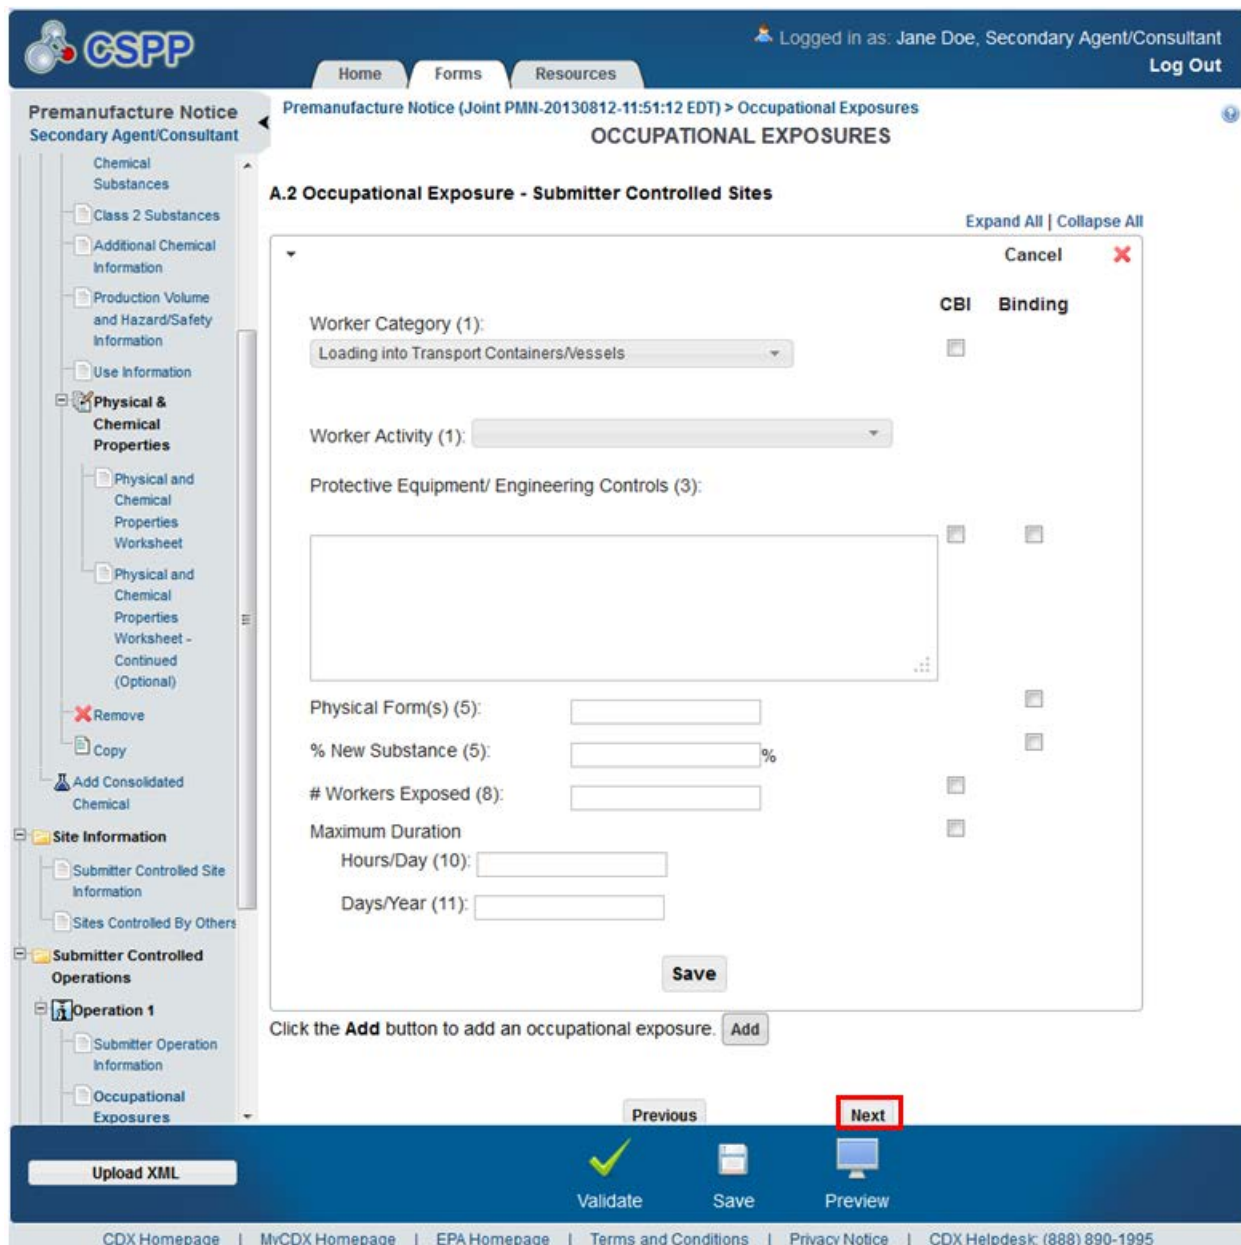 CSPP
Logged in as: Jane Doe, Secondary Agent/Consultant
Log Out
Home
Forms
Resources
Premanufacture Notice
Secondary Agent/Consultant
Chemical
Substances
Class 2 Substances
Additional Chemical
Information
Production Volume
and Hazard/Safety
Information
Use Information
Physical &
Chemical
Properties
Physical and
Chemical
Properties
Worksheet
Physical and
Chemical
Properties
Worksheet -
Continued
(Optional)
Remove
Copy
Add Consolidated
Chemical
Site Information
Submitter Controlled Site
Information
Sites Controlled By Others
Submitter Controlled
Operations
Operation 1
Submitter Operation
Information
Occupational
Exposures
Premanufacture Notice (Joint PMN-20130812-11:51:12 EDT) > Occupational Exposures
OCCUPATIONAL EXPOSURES
A.2 Occupational Exposure - Submitter Controlled Sites
Expand All | Collapse All
Cancel
CBI Binding
Worker Category (1):
Loading into Transport Containers/Vessels
Worker Activity (1):
Protective Equipment/ Engineering Controls (3):
Physical Form(s) (5):
% New Substance (5): %
# Workers Exposed (8):
Maximum Duration
Hours/Day (10):
Days/Year (11):
Save
Click the Add button to add an occupational exposure. Add
Previous Next
Upload XML
Validate Save Preview
CDX Homepage | MyCDX Homepage | EPA Homepage | Terms and Conditions | Privacy Notice | CDX Helpdesk: (888) 890-1995